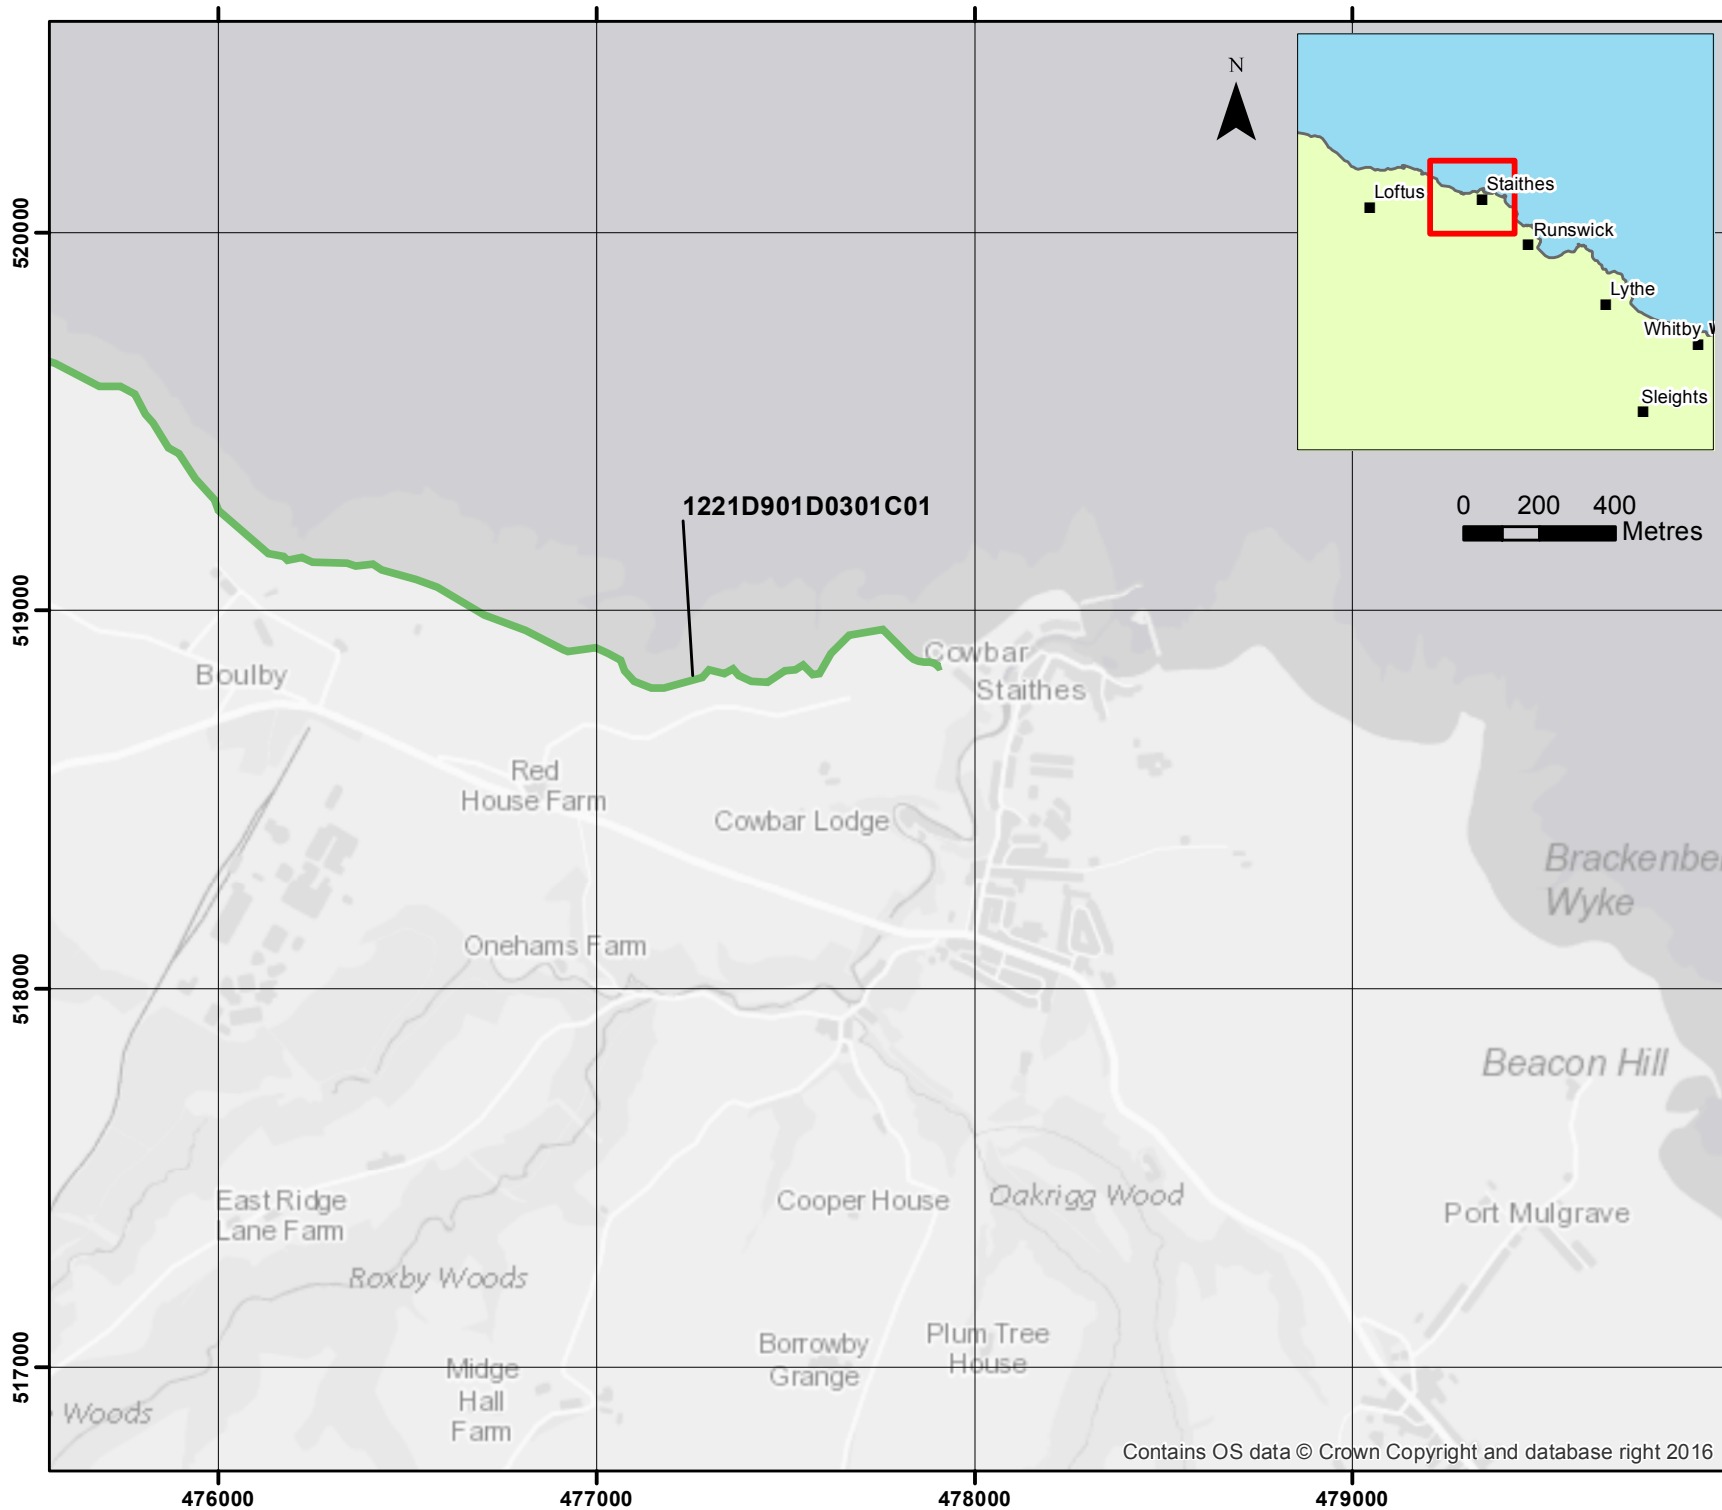 N
Loftus
Staithes
Runswick
Lythe
Whitby
Sleights
520000
519000
518000
517000
0 200 400
Metres
1221D901D0301C01
Cowbar
Staithes
Boulby
Red
House Farm
Cowbar Lodge
Brackenbe
Wyke
Onehams Farm
Beacon Hill
East Ridge
Lane Farm
Cooper House
Oakrigg Wood
Port Mulgrave
Roxby Woods
Borrowby
Grange
Plum Tree
House
Midge
Hall
Farm
Woods
Contains OS data © Crown Copyright and database right 2016
476000 477000 478000 479000